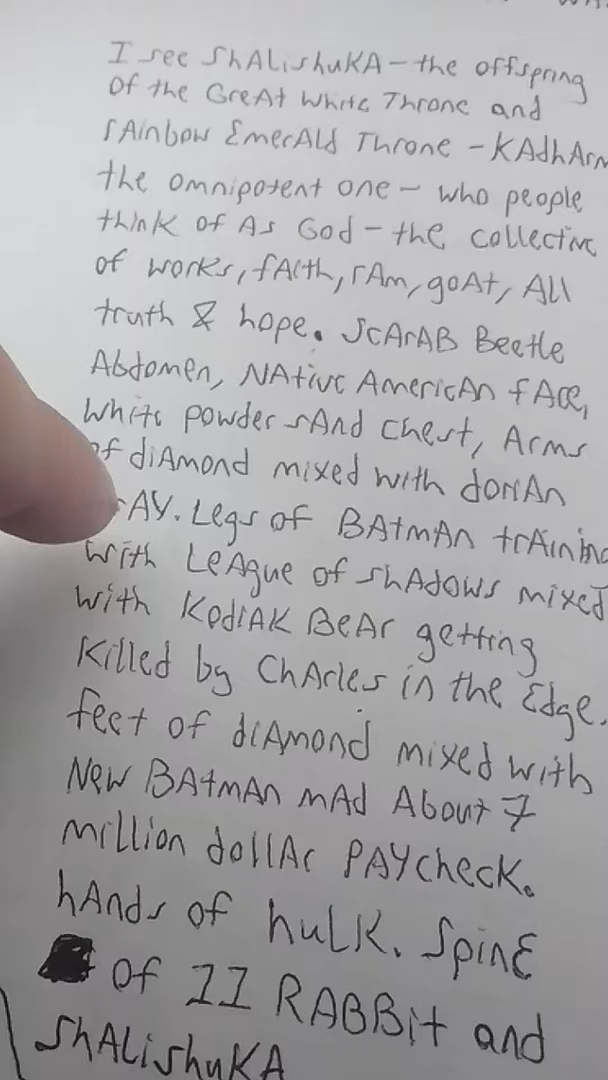 I see ShALishuKA - the offspring
of the GreAt White Throne and
rAinbow EmerAld Throne - KAdhArm
the omnipotent one - who people
think of As God - the collective
of works, fAith, rAm, goAt, All
truth & hope. ScArAB Beetle
Abdomen, NAtive AmericAn fAce,
White powder sAnd chest, Arms
of diAmond mixed with doriAn
rAY. Legs of BAtmAn trAining
with LeAgue of shAdows mixed
with KodiAK BeAr getting
Killed by ChArles in the Edge.
feet of diAmond mixed with
New BAtmAn mAd About 7
million dollAr PAYcheck.
hAnds of huLK. SpinE
of II RABBit and
ShALishuKA